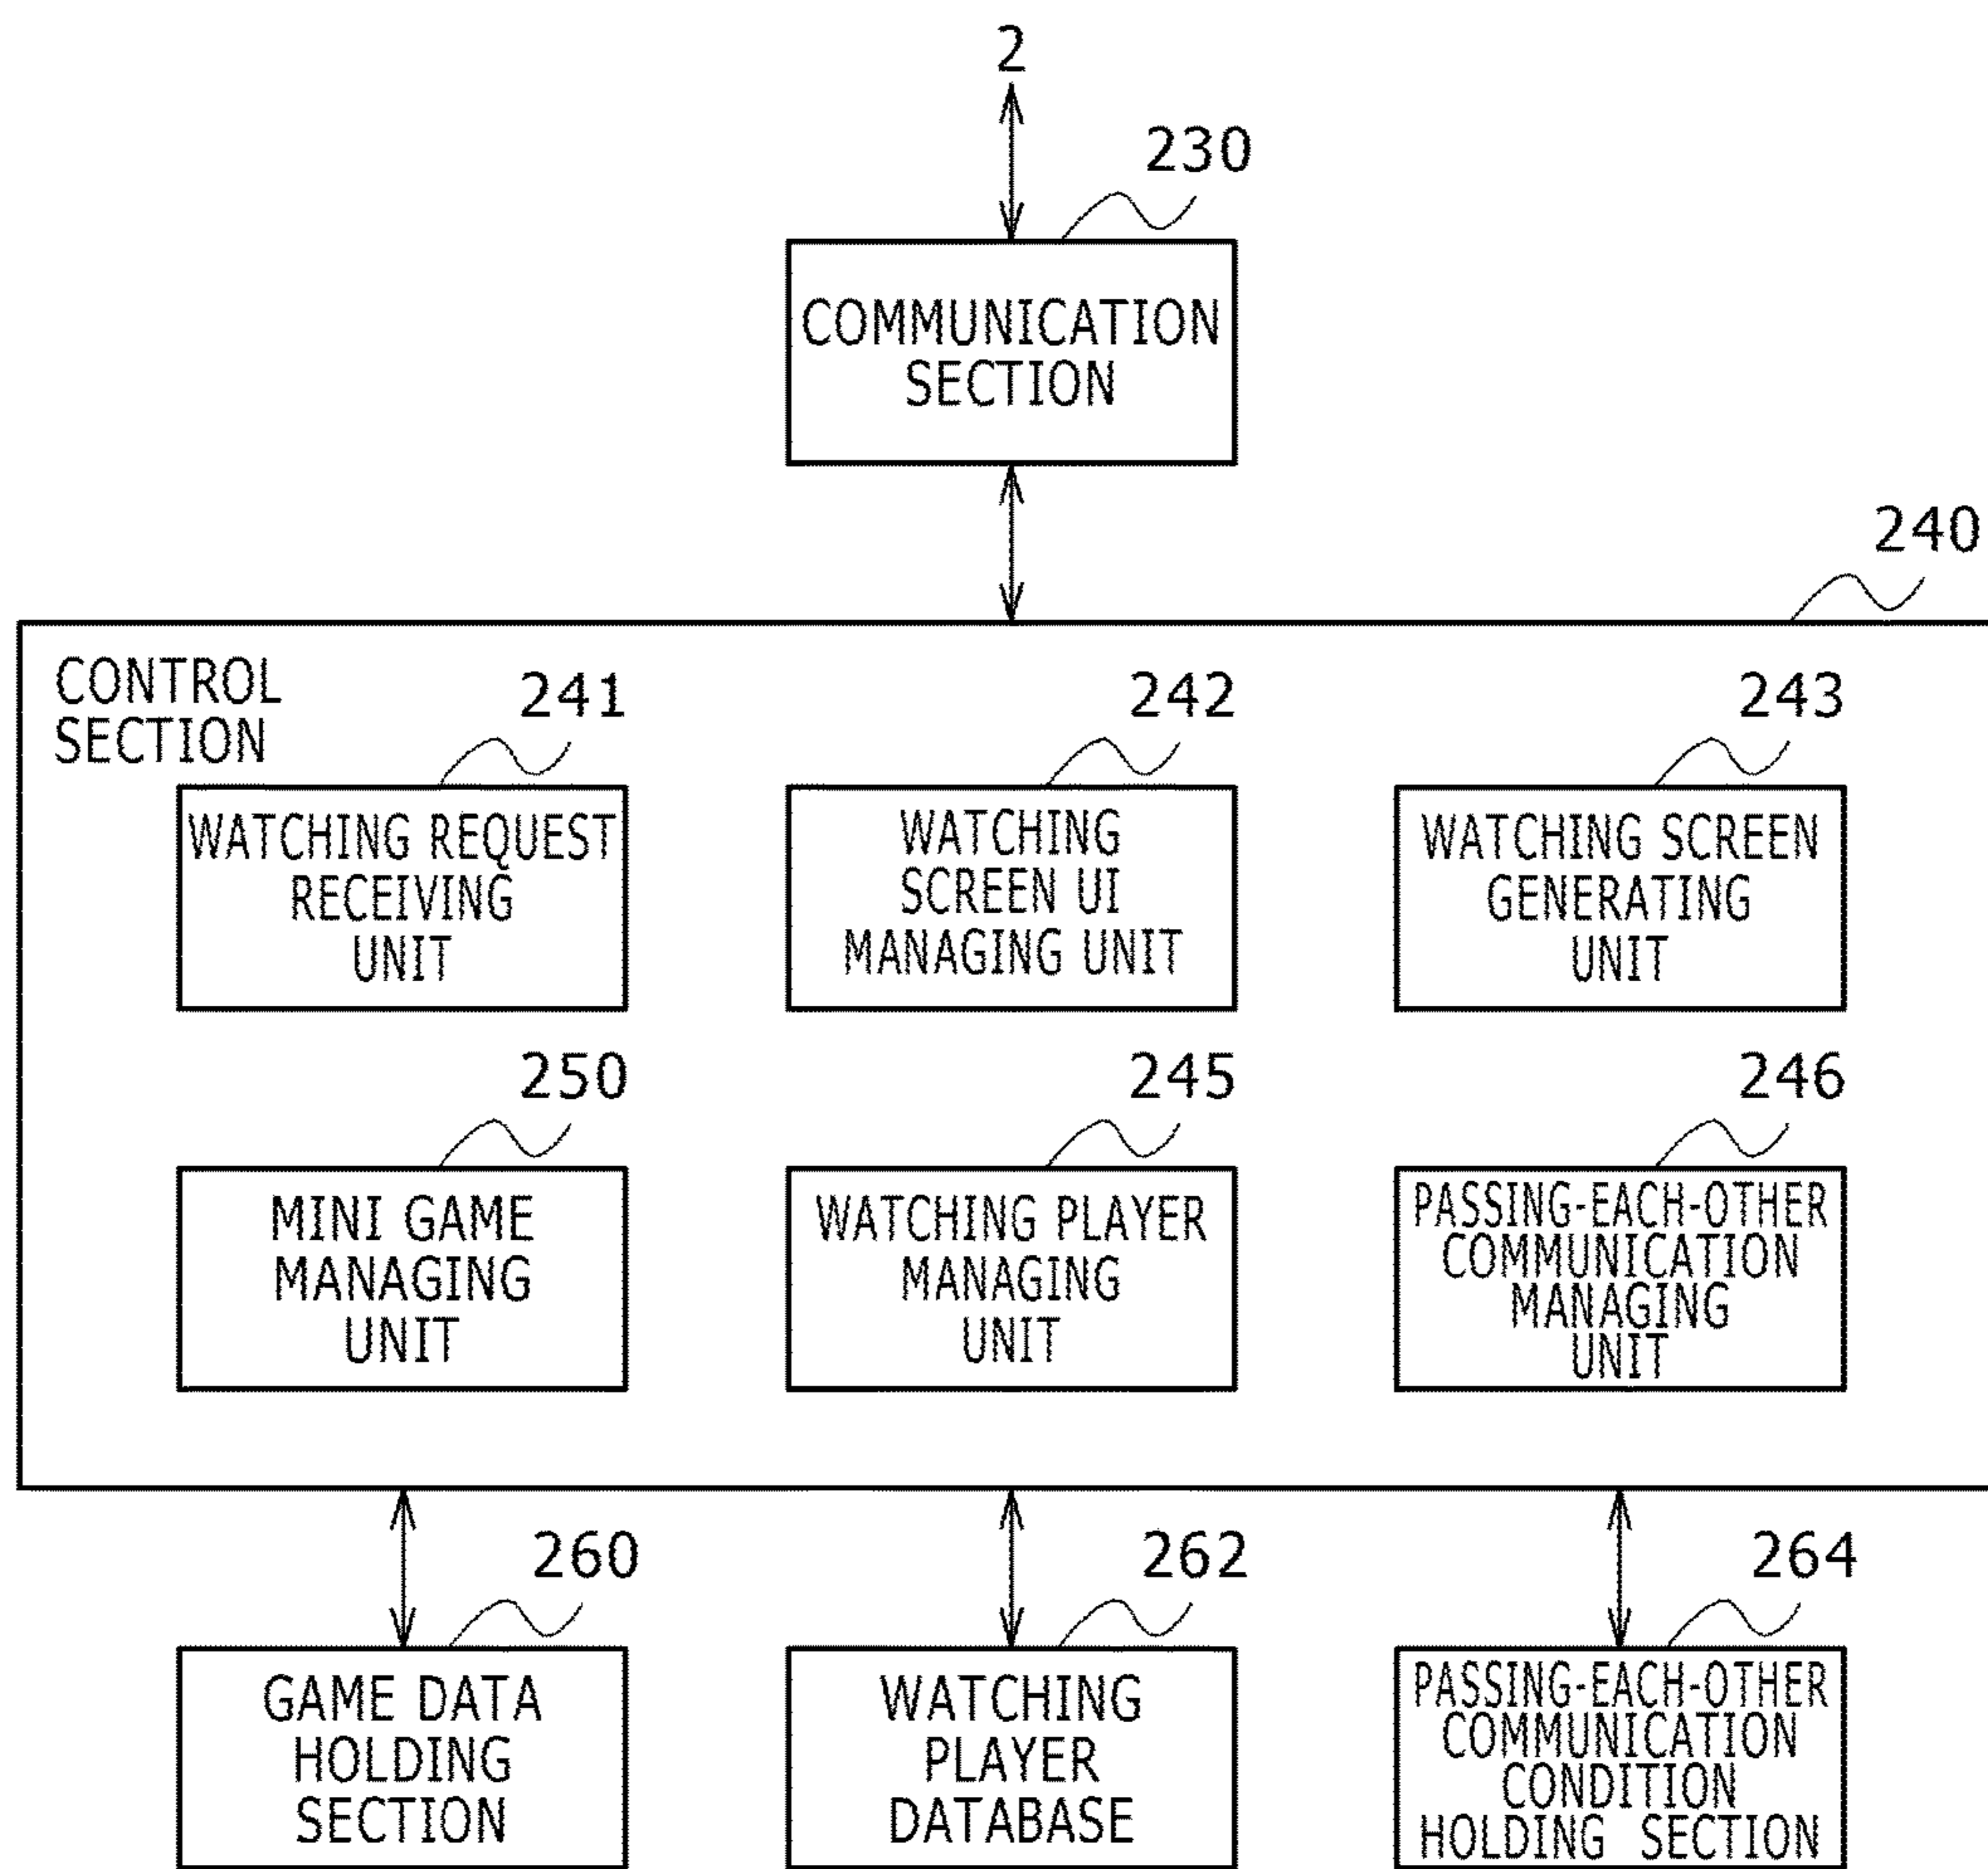 2
230
COMMUNICATION
SECTION
240
CONTROL
SECTION
241
242
243
WATCHING REQUEST
RECEIVING
UNIT
WATCHING
SCREEN UI
MANAGING UNIT
WATCHING SCREEN
GENERATING
UNIT
250
245
246
MINI GAME
MANAGING
UNIT
WATCHING PLAYER
MANAGING
UNIT
PASSING-EACH-OTHER
COMMUNICATION
MANAGING
UNIT
260
262
264
GAME DATA
HOLDING
SECTION
WATCHING
PLAYER
DATABASE
PASSING-EACH-OTHER
COMMUNICATION
CONDITION
HOLDING SECTION